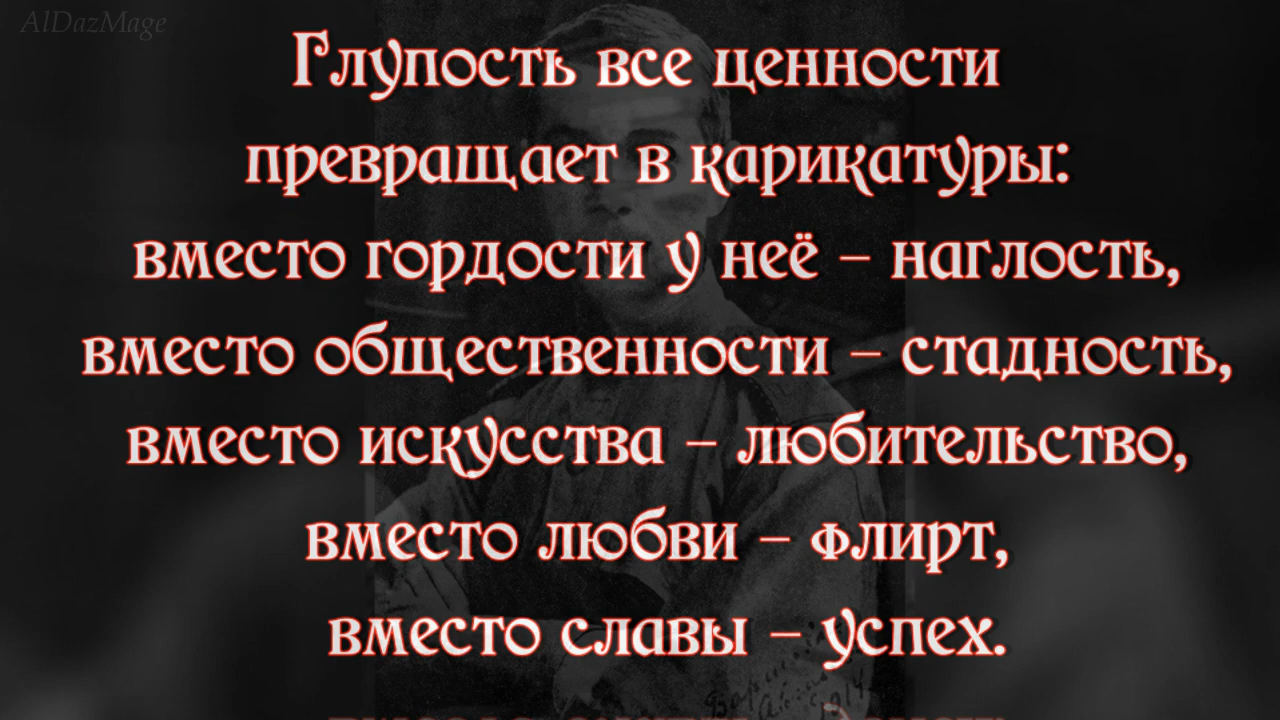 AlDazMage
Глупость все ценности
превращает в карикатуры:
вместо гордости у неё – наглость,
вместо общественности – стадность,
вместо искусства – любительство,
вместо любви – флирт,
вместо славы – успех.